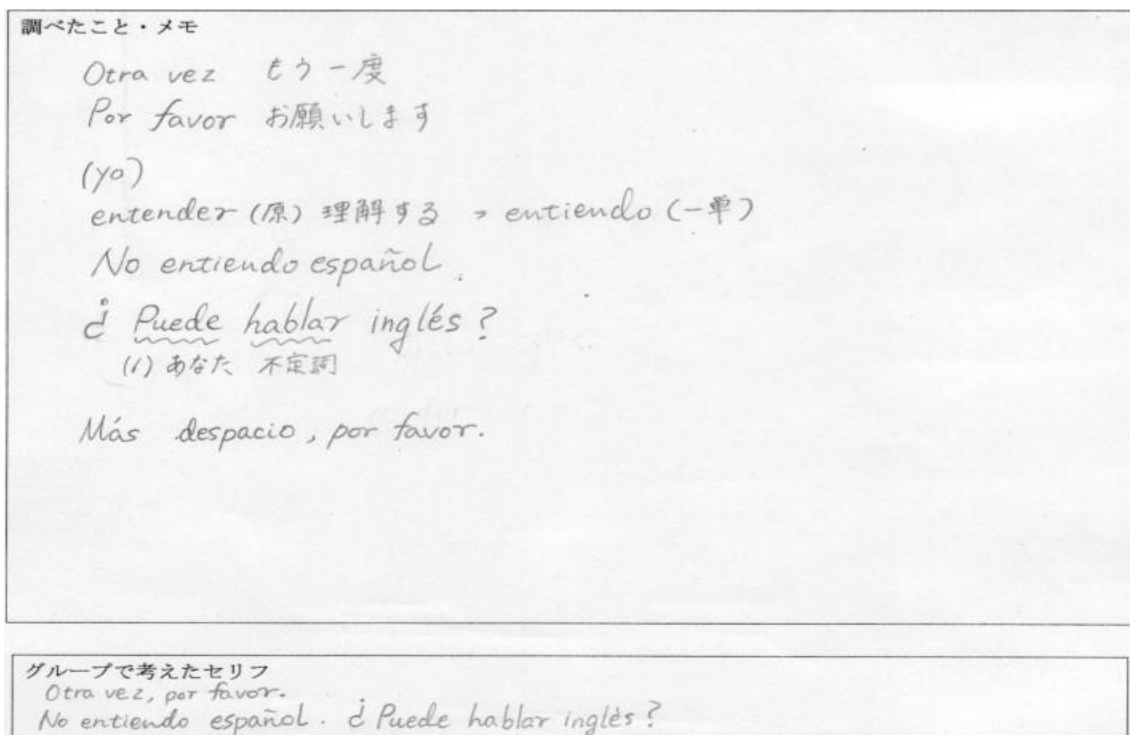 調べたこと・メモ
Otra vez もう一度
Por favor お願いします
(yo)
entender (原) 理解する → entiendo (一単)
No entiendo español.
¿Puede hablar inglés?
(1) あなた 不定詞
Más despacio, por favor.
グループで考えたセリフ
Otra vez, por favor.
No entiendo español. ¿Puede hablar inglés?